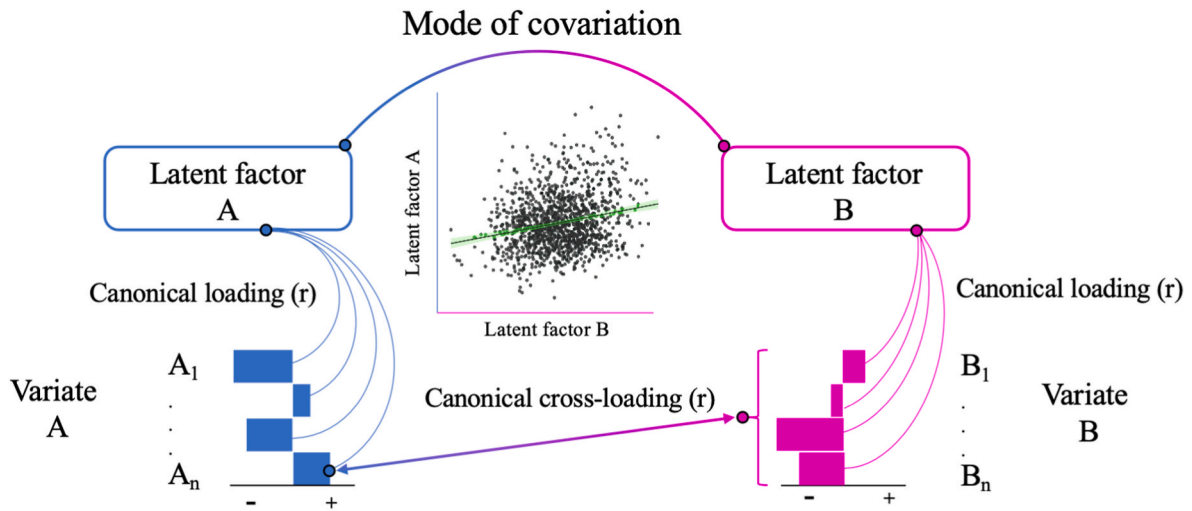 Mode of covariation
Latent factor
A
Latent factor
B
Latent factor A
Latent factor B
Canonical loading (r)
Canonical loading (r)
Variate
A
A1
.
.
.
An
- +
Canonical cross-loading (r)
B1
.
.
.
Bn
- +
Variate
B